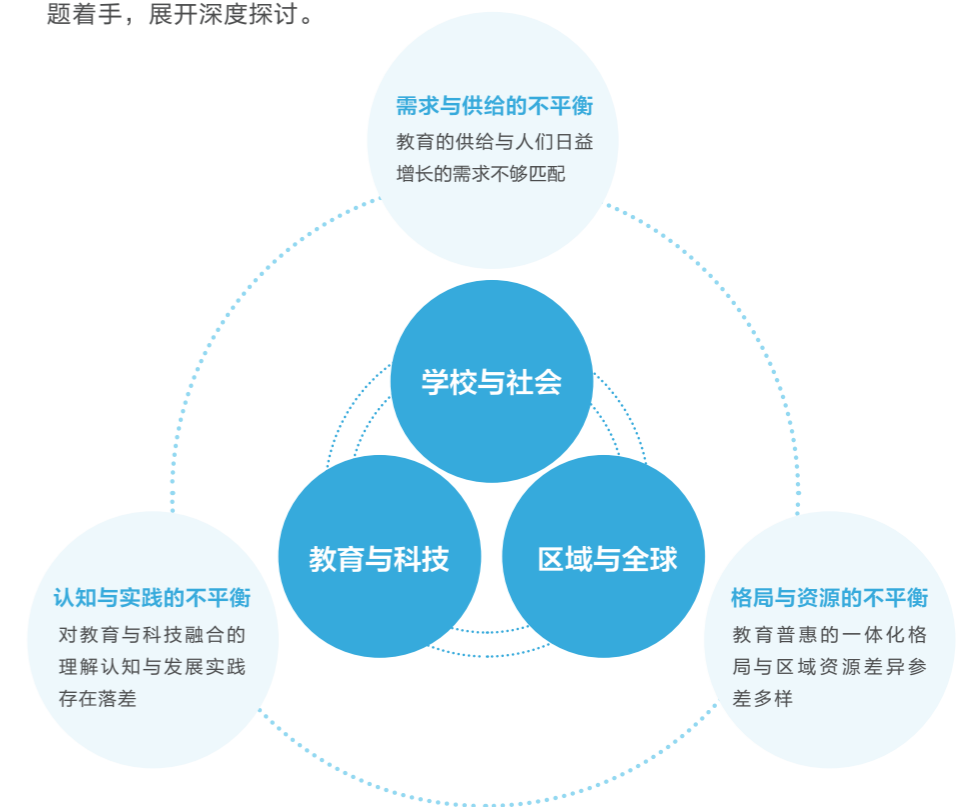 题着手，展开深度探讨。
需求与供给的不平衡
教育的供给与人们日益
增长的需求不够匹配
学校与社会
教育与科技
区域与全球
认知与实践的不平衡
对教育与科技融合的
理解认知与发展实践
存在落差
格局与资源的不平衡
教育普惠的一体化格
局与区域资源差异参
差多样